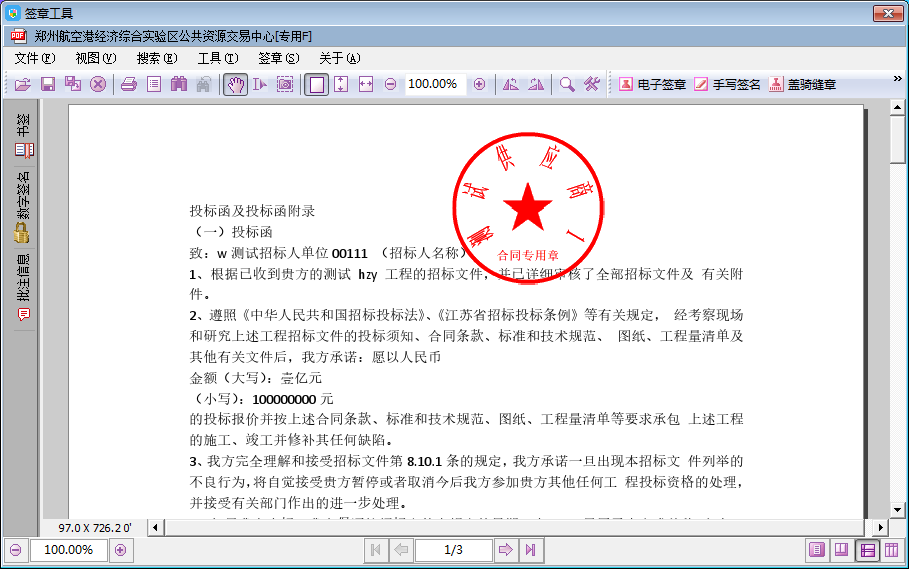 签章工具
郑州航空港经济综合实验区公共资源交易中心[专用F]
文件(F) 视图(V) 搜索(B) 工具(T) 签章(S) 关于(A)
100.00% 电子签章 手写签名 盖骑缝章
书签
数字签名
批注信息
测试供应商1
合同专用章
投标函及投标函附录
（一）投标函
致：w测试招标人单位00111 （招标人名称）
1、根据已收到贵方的测试 hzy 工程的招标文件，并已详细审核了全部招标文件及 有关附
件。
2、遵照《中华人民共和国招标投标法》、《江苏省招标投标条例》等有关规定， 经考察现场
和研究上述工程招标文件的投标须知、合同条款、标准和技术规范、 图纸、工程量清单及
其他有关文件后，我方承诺：愿以人民币
金额（大写）：壹亿元
（小写）：100000000 元
的投标报价并按上述合同条款、标准和技术规范、图纸、工程量清单等要求承包 上述工程
的施工、竣工并修补其任何缺陷。
3、我方完全理解和接受招标文件第 8.10.1 条的规定，我方承诺一旦出现本招标文 件列举的
不良行为，将自觉接受贵方暂停或者取消今后我方参加贵方其他任何工 程投标资格的处理，
并接受有关部门作出的进一步处理。
97.0 X 726.2 0'
100.00% 1/3